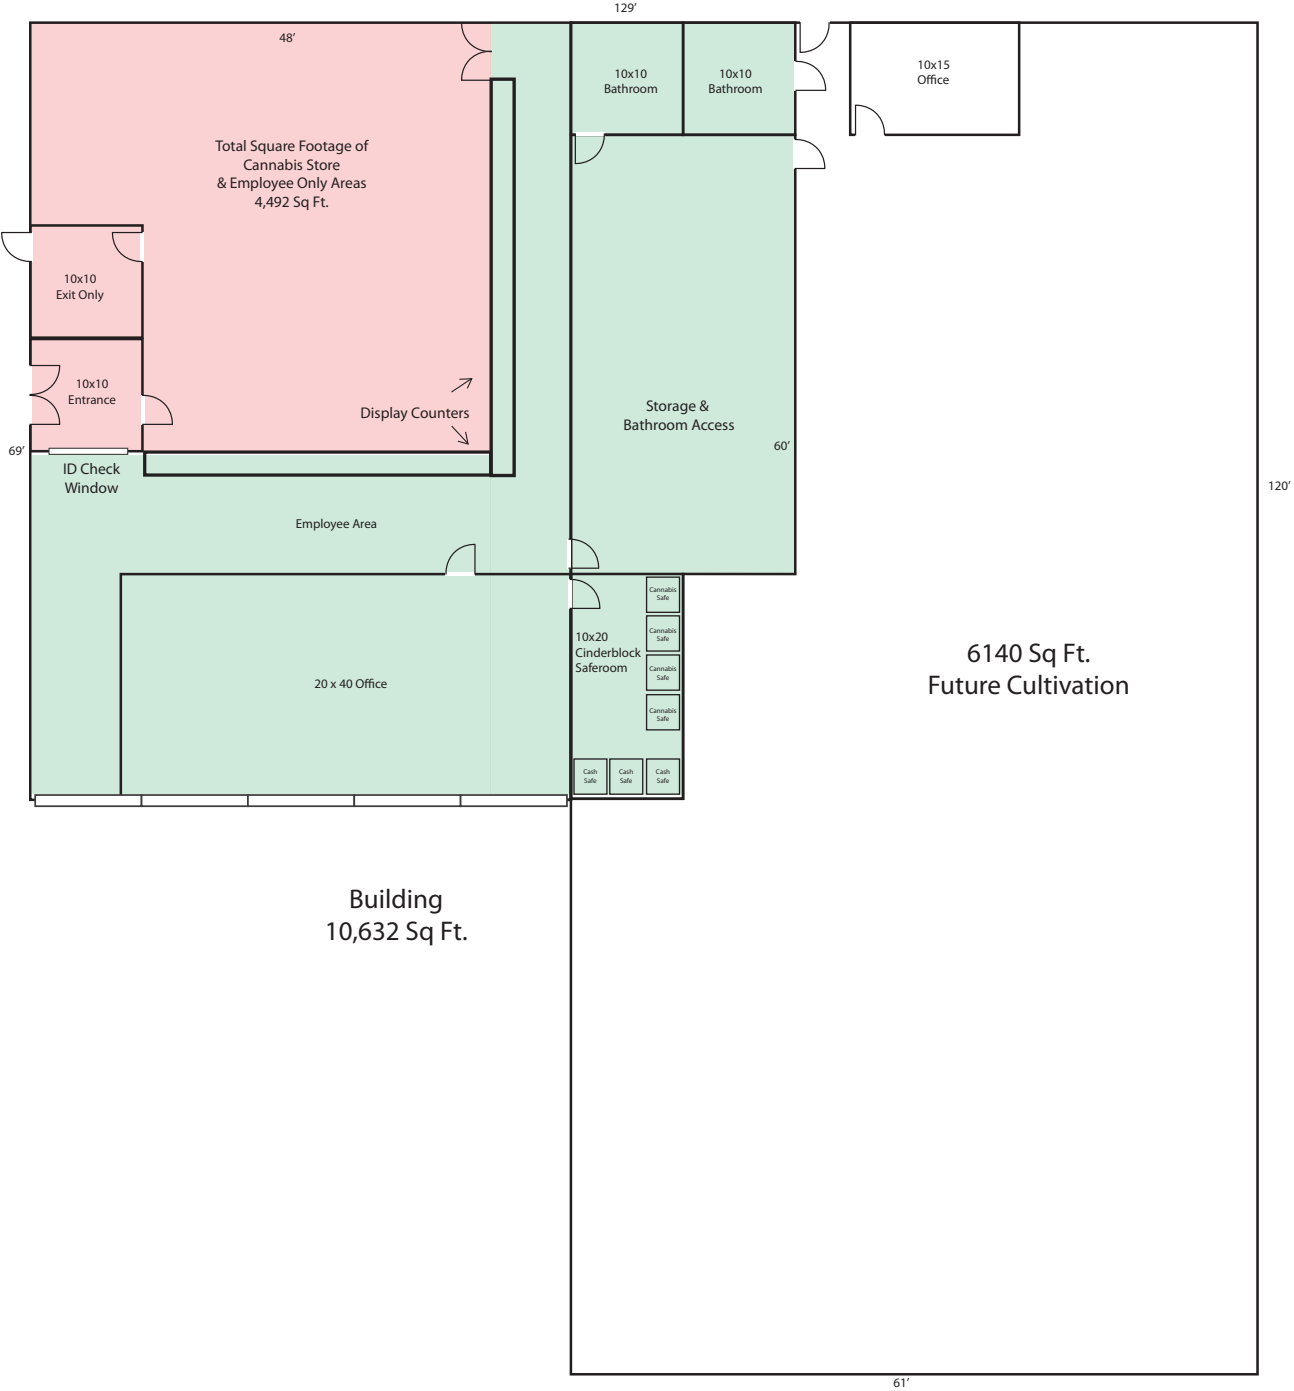 129’
48’
10x10
Bathroom
10x10
Bathroom
10x15
Office
Total Square Footage of
Cannabis Store
& Employee Only Areas
4,492 Sq Ft.
10x10
Exit Only
10x10
Entrance
Display Counters
Storage &
Bathroom Access
69’
60’
ID Check
Window
120’
Employee Area
Cannabis
Safe
Cannabis
Safe
10x20
Cinderblock
Saferoom
Cannabis
Safe
Cannabis
Safe
20 x 40 Office
6140 Sq Ft.
Future Cultivation
Cash
Safe
Cash
Safe
Cash
Safe
Building
10,632 Sq Ft.
61’